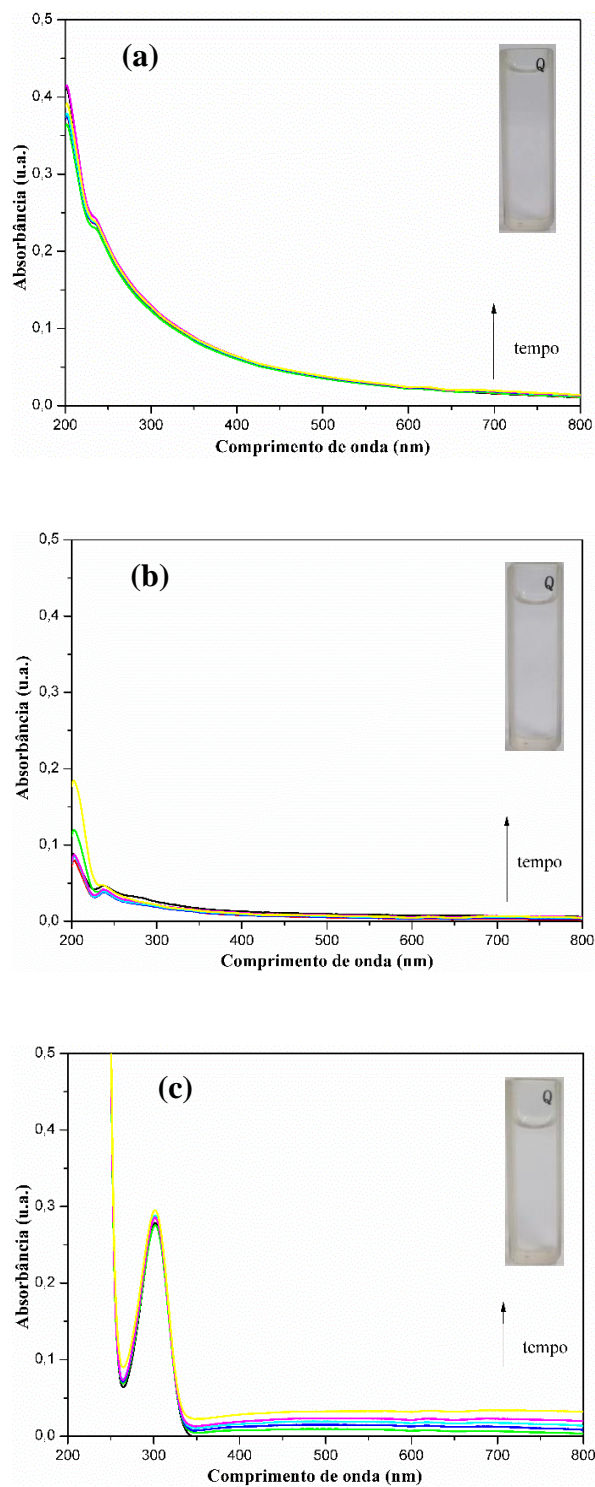 (a)
Q
0,5
0,4
0,3
0,2
0,1
0,0
Absorbância (u.a.)
tempo
200 300 400 500 600 700 800
Comprimento de onda (nm)
(b)
Q
0,5
0,4
0,3
0,2
0,1
0,0
Absorbância (u.a.)
tempo
200 300 400 500 600 700 800
Comprimento de onda (nm)
(c)
Q
0,5
0,4
0,3
0,2
0,1
0,0
Absorbância (u.a.)
tempo
200 300 400 500 600 700 800
Comprimento de onda (nm)